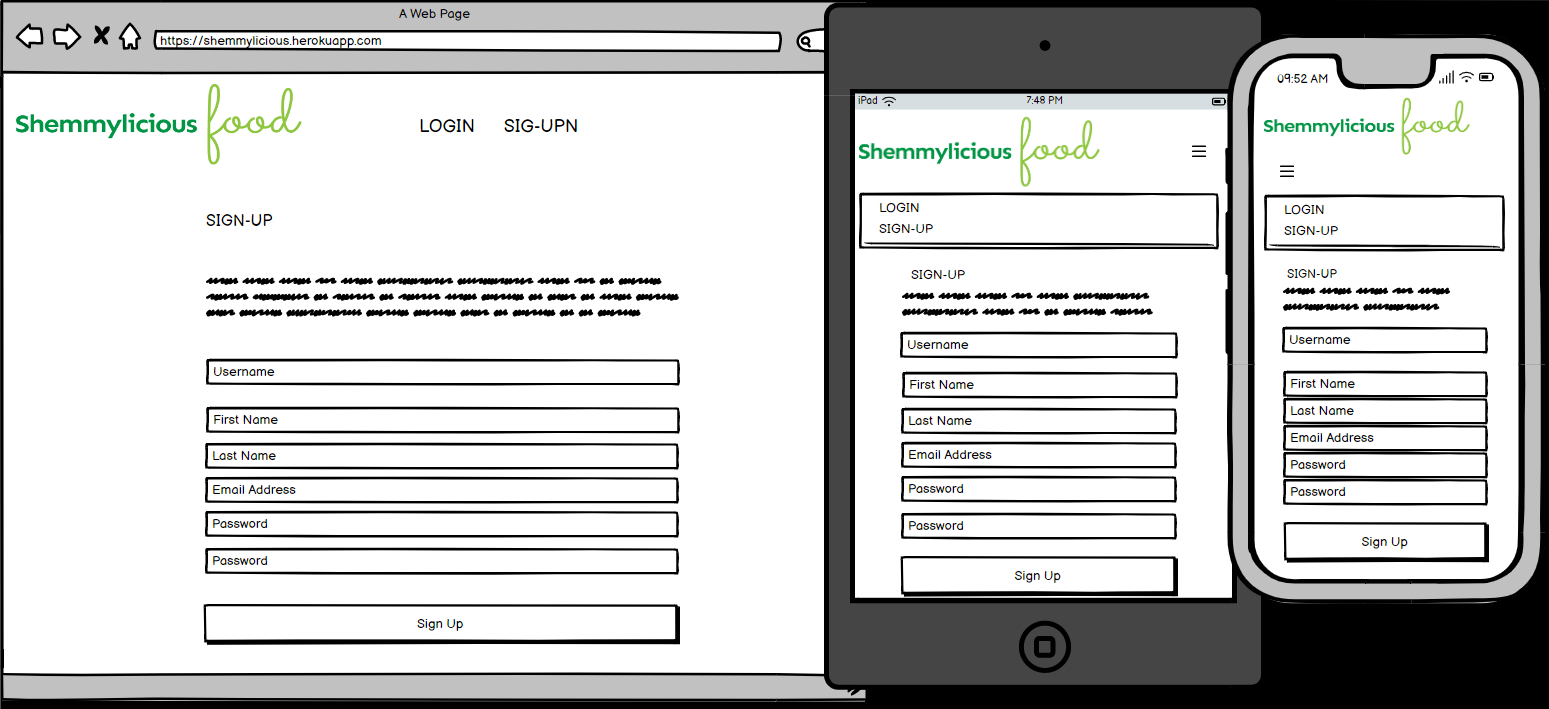 A Web Page
https://shemmylicious.herokuapp.com
Shemmylicious food
LOGIN SIG-UPN
SIGN-UP
Username
First Name
Last Name
Email Address
Password
Password
Sign Up
iPad 7:48 PM
Shemmylicious food
LOGIN
SIGN-UP
SIGN-UP
Username
First Name
Last Name
Email Address
Password
Password
Sign Up
09:52 AM
Shemmylicious food
LOGIN
SIGN-UP
SIGN-UP
Username
First Name
Last Name
Email Address
Password
Password
Sign Up